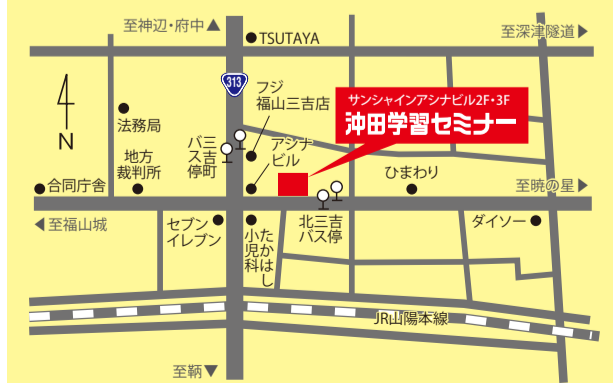 至神辺・府中▲
TSUTAYA
至深津隧道▶
313
フジ
福山三吉店
サンシャインアシナビル2F・3F
沖田学習セミナー
N
法務局
三吉町
バス停
アシナ
ビル
地方
裁判所
ひまわり
合同庁舎
至暁の星▶
◀至福山城
セブン
イレブン
たかはし
小児科
北三吉
バス停
ダイソー
JR山陽本線
至鞆▼